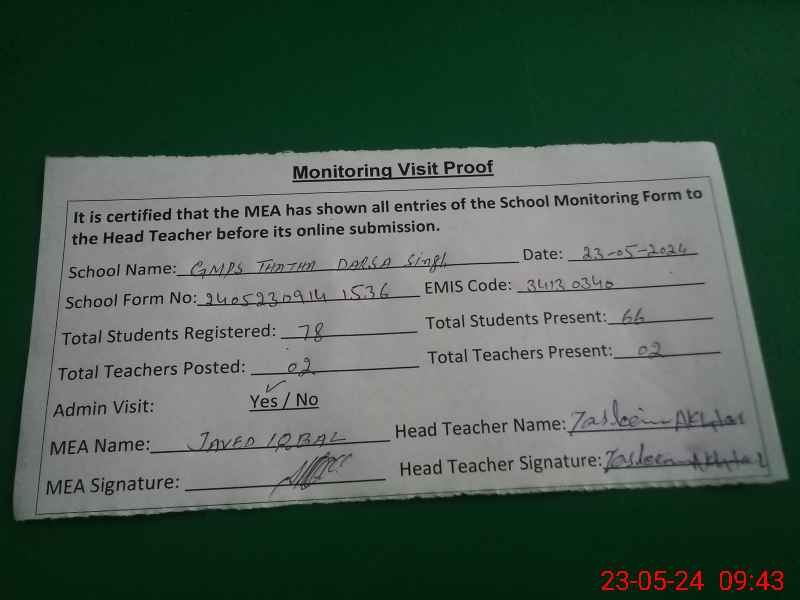 Monitoring Visit Proof
It is certified that the MEA has shown all entries of the School Monitoring Form to
the Head Teacher before its online submission.
School Name: GMPS THATHA DARSA Singh Date: 23-05-2024
School Form No: 2405230914 1536 EMIS Code: 34130340
Total Students Registered: 78 Total Students Present: 66
Total Teachers Posted: 02 Total Teachers Present: 02
Admin Visit: Yes / No
MEA Name: JAVED IQBAL Head Teacher Name: Tasleem Akhtar
MEA Signature: Head Teacher Signature: Tasleem Akhtar
23-05-24 09:43